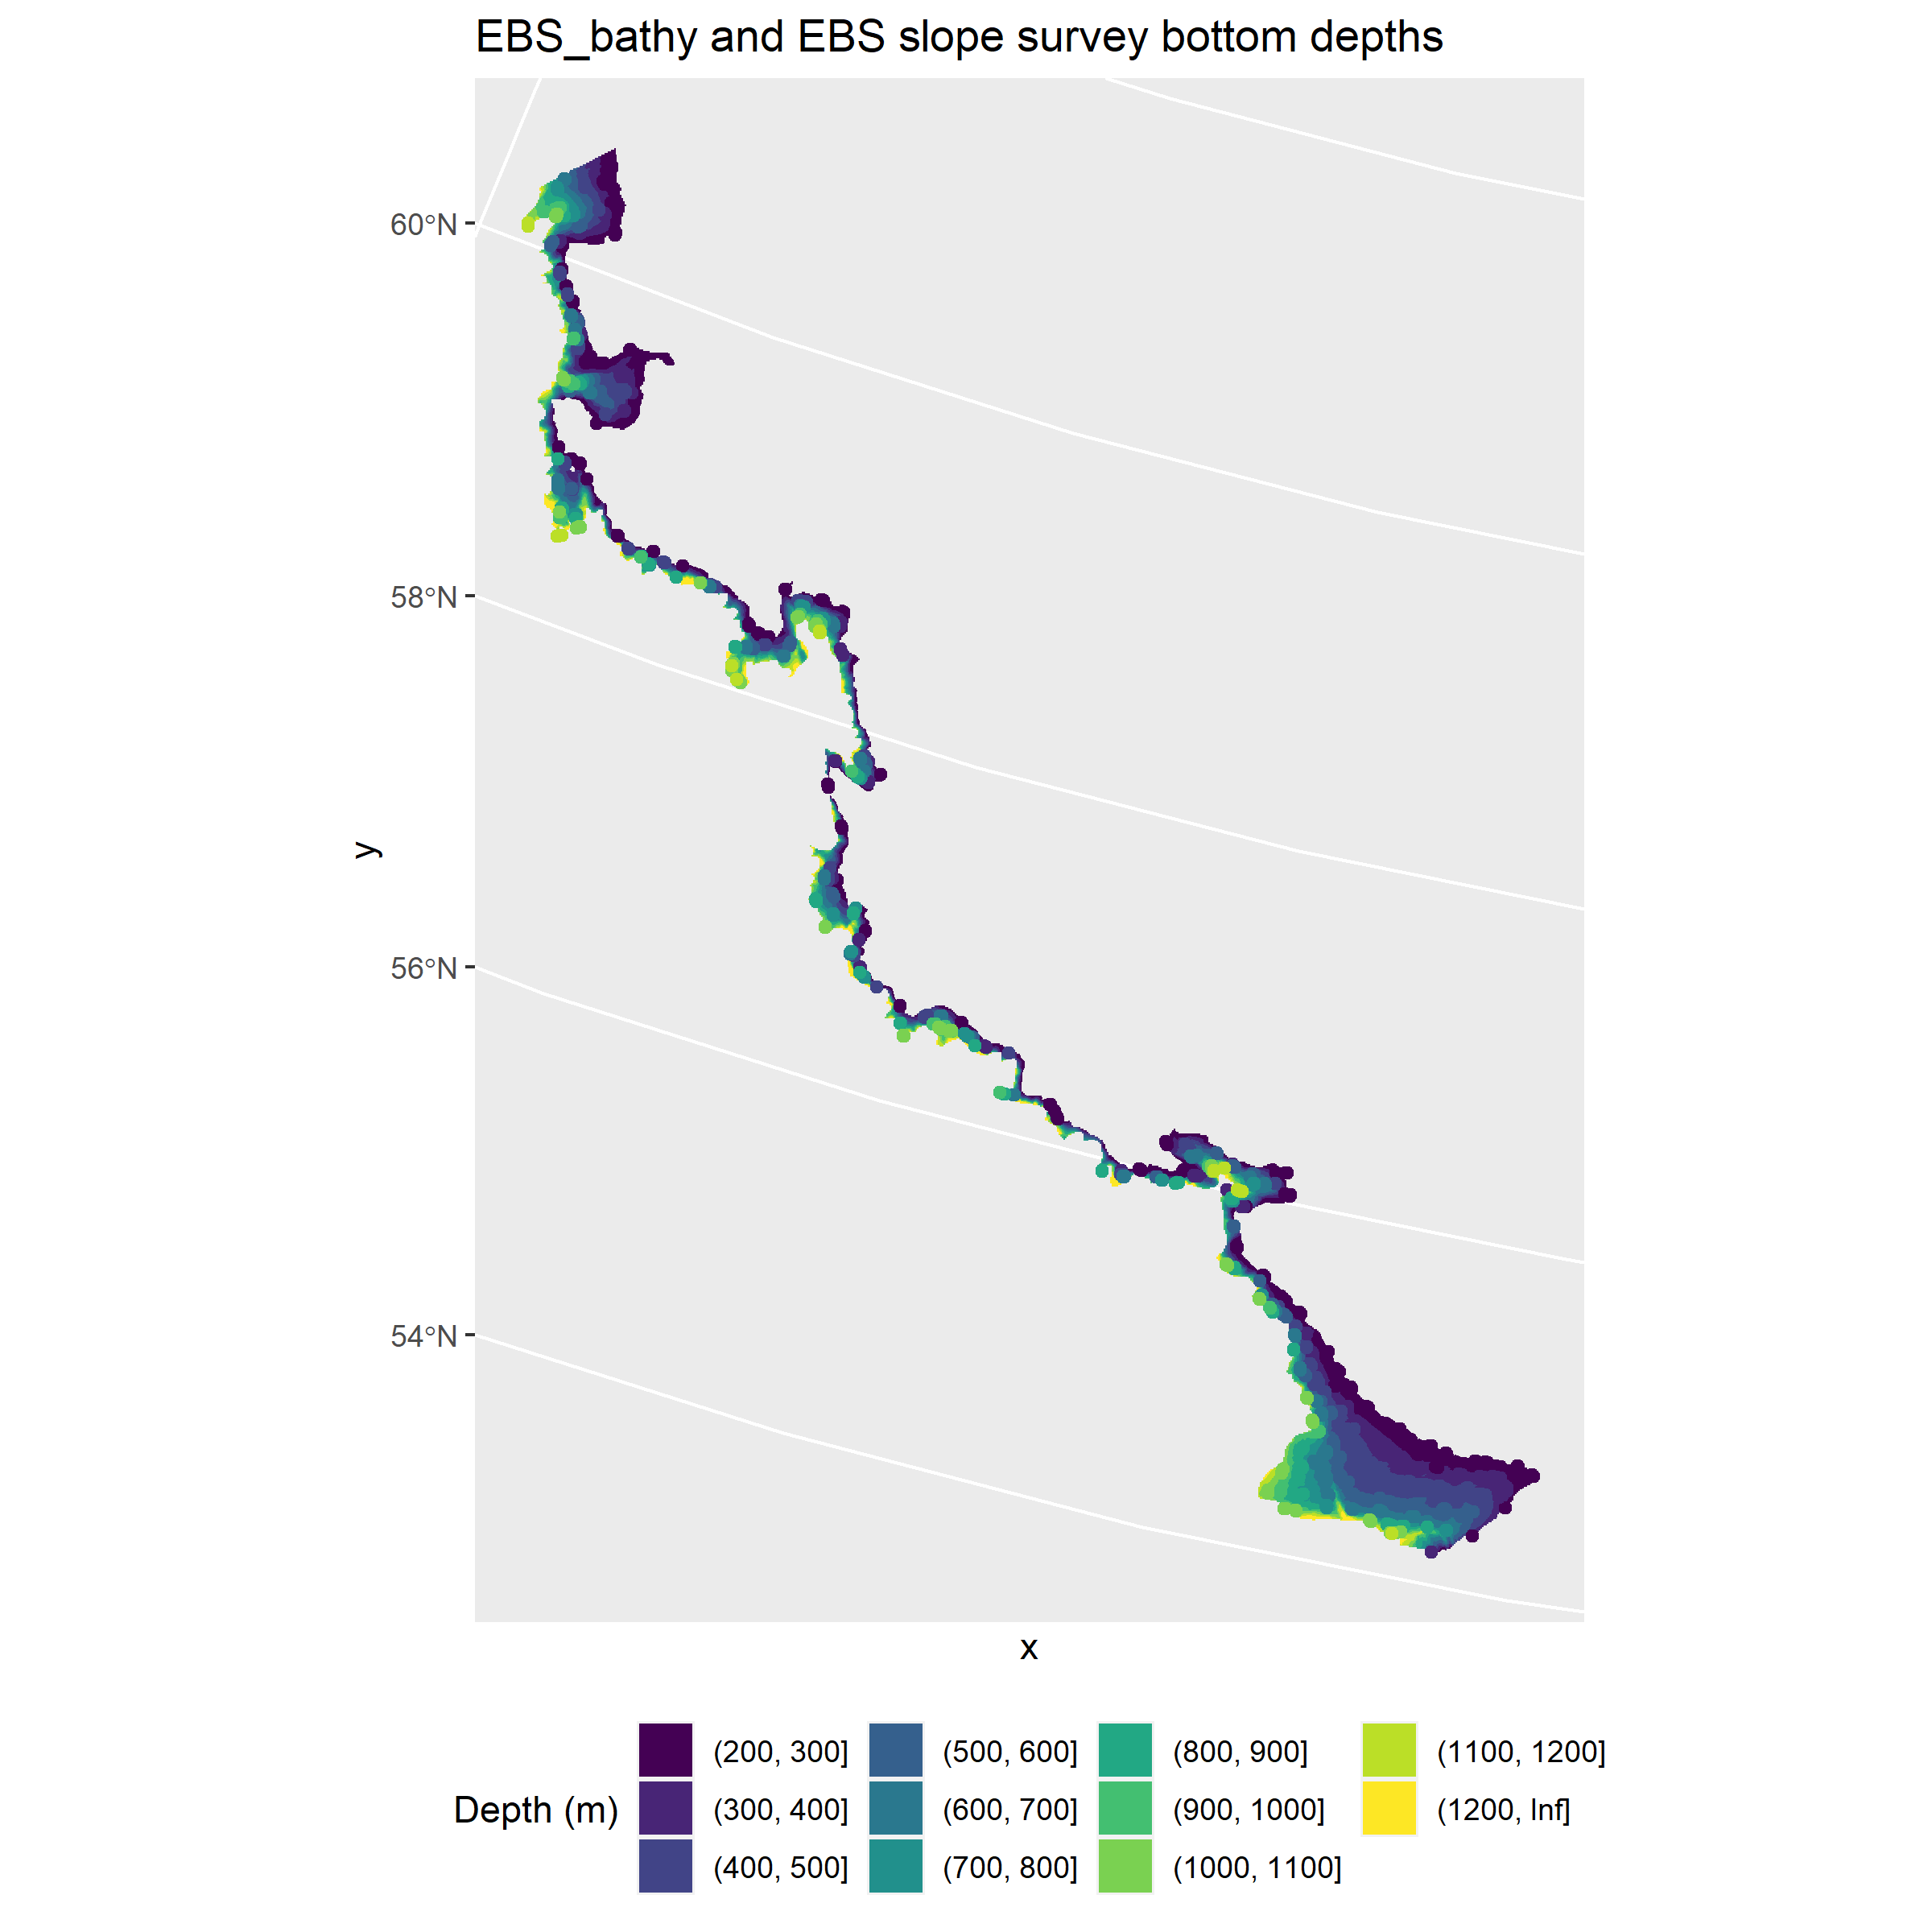 EBS_bathy and EBS slope survey bottom depths
60°N
58°N
y
56°N
54°N
x
Depth (m)
(200, 300]
(300, 400]
(400, 500]
(500, 600]
(600, 700]
(700, 800]
(800, 900]
(900, 1000]
(1000, 1100]
(1100, 1200]
(1200, Inf]